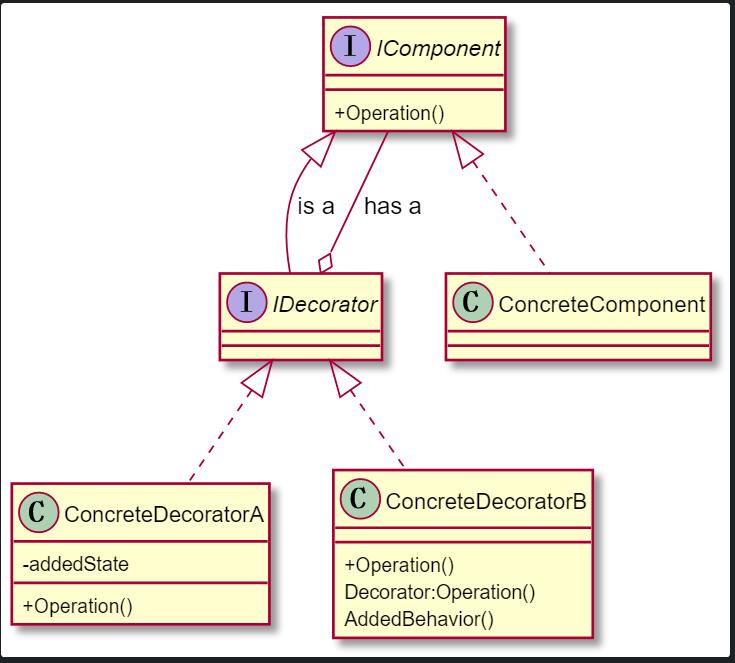 I IComponent
+Operation()
is a
has a
I IDecorator
C ConcreteComponent
C ConcreteDecoratorA
-addedState
+Operation()
C ConcreteDecoratorB
+Operation()
Decorator:Operation()
AddedBehavior()